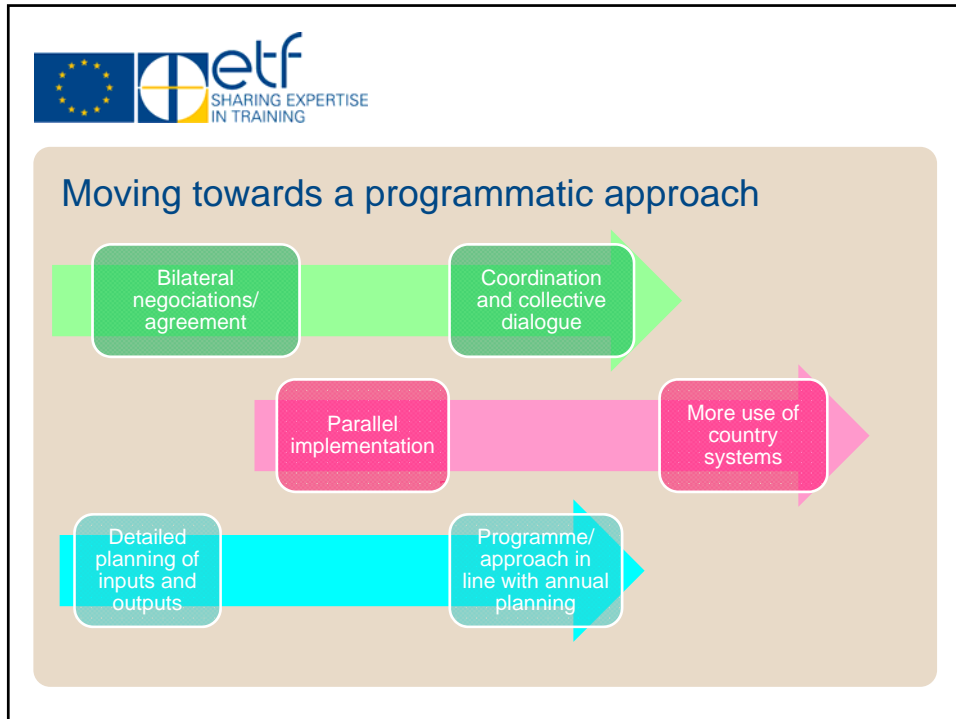 etf
SHARING EXPERTISE
IN TRAINING
Moving towards a programmatic approach
Bilateral
negociations/
agreement
Coordination
and collective
dialogue
Parallel
implementation
More use of
country
systems
Detailed
planning of
inputs and
outputs
Programme/
approach in
line with annual
planning